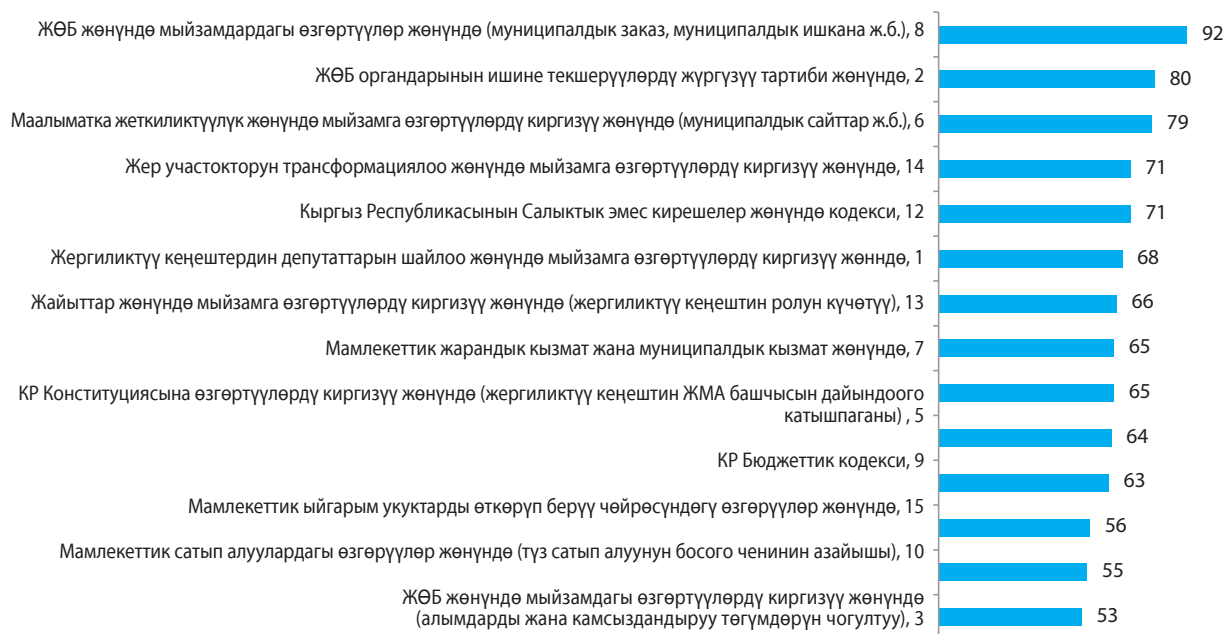 ЖӨБ жөнүндө мыйзамдардагы өзгөртүүлөр жөнүндө (муниципалдык заказ, муниципалдык ишкана ж.б.), 8 92
ЖӨБ органдарынын ишине текшерүүлөрдү жүргүзүү тартиби жөнүндө, 2 80
Маалыматка жеткиликтүүлүк жөнүндө мыйзамга өзгөртүүлөрдү киргизүү жөнүндө (муниципалдык сайттар ж.б.), 6 79
Жер участокторун трансформациялоо жөнүндө мыйзамга өзгөртүүлөрдү киргизүү жөнүндө, 14 71
Кыргыз Республикасынын Салыктык эмес кирешелер жөнүндө кодекси, 12 71
Жергиликтүү кеңештердин депутаттарын шайлоо жөнүндө мыйзамга өзгөртүүлөрдү киргизүү жөнндө, 1 68
Жайыттар жөнүндө мыйзамга өзгөртүүлөрдү киргизүү жөнүндө (жергиликтүү кеңештин ролун күчөтүү), 13 66
Мамлекеттик жарандык кызмат жана муниципалдык кызмат жөнүндө, 7 65
КР Конституциясына өзгөртүүлөрдү киргизүү жөнүндө (жергиликтүү кеңештин ЖМА башчысын дайындоого 65
катышпаганы) , 5
64
КР Бюджеттик кодекси, 9
63
Мамлекеттик ыйгарым укуктарды өткөрүп берүү чөйрөсүндөгү өзгөрүүлөр жөнүндө, 15
56
Мамлекеттик сатып алуулардагы өзгөрүүлөр жөнүндө (түз сатып алуунун босого ченинин азайышы), 10
55
ЖӨБ жөнүндө мыйзамдагы өзгөртүүлөрдү киргизүү жөнүндө
(алымдарды жана камсыздандыруу төгүмдөрүн чогултуу), 3 53